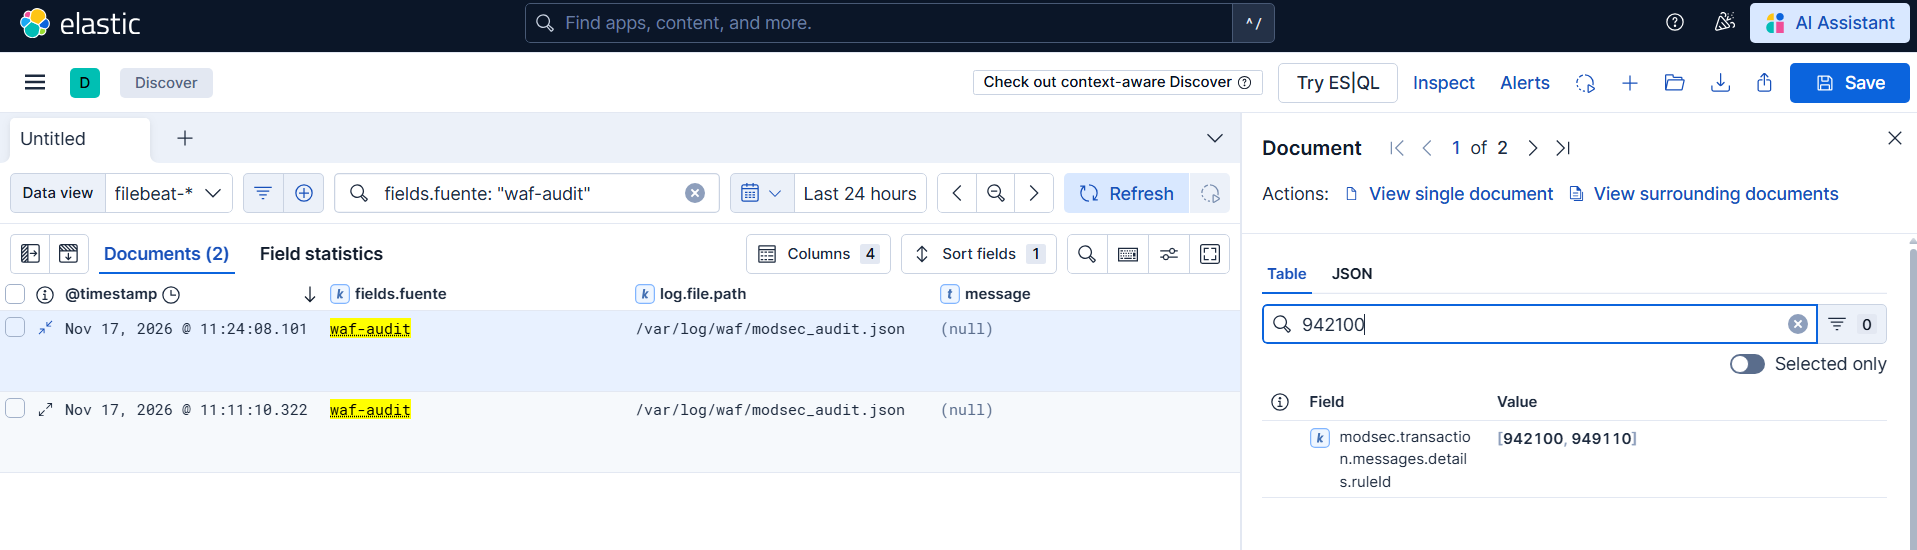 elastic
Find apps, content, and more.
^/
AI Assistant
D
Discover
Check out context-aware Discover
Try ES|QL
Inspect
Alerts
Save
Untitled
Data view
filebeat-*
fields.fuente: "waf-audit"
Last 24 hours
Refresh
Documents (2)
Field statistics
Columns 4
Sort fields 1
@timestamp
k fields.fuente
k log.file.path
t message
Nov 17, 2026 @ 11:24:08.101
waf-audit
/var/log/waf/modsec_audit.json
(null)
Nov 17, 2026 @ 11:11:10.322
waf-audit
/var/log/waf/modsec_audit.json
(null)
Document
1 of 2
Actions:
View single document
View surrounding documents
Table
JSON
942100
0
Selected only
Field
Value
k modsec.transactio
n.messages.detail
s.ruleId
[942100, 949110]